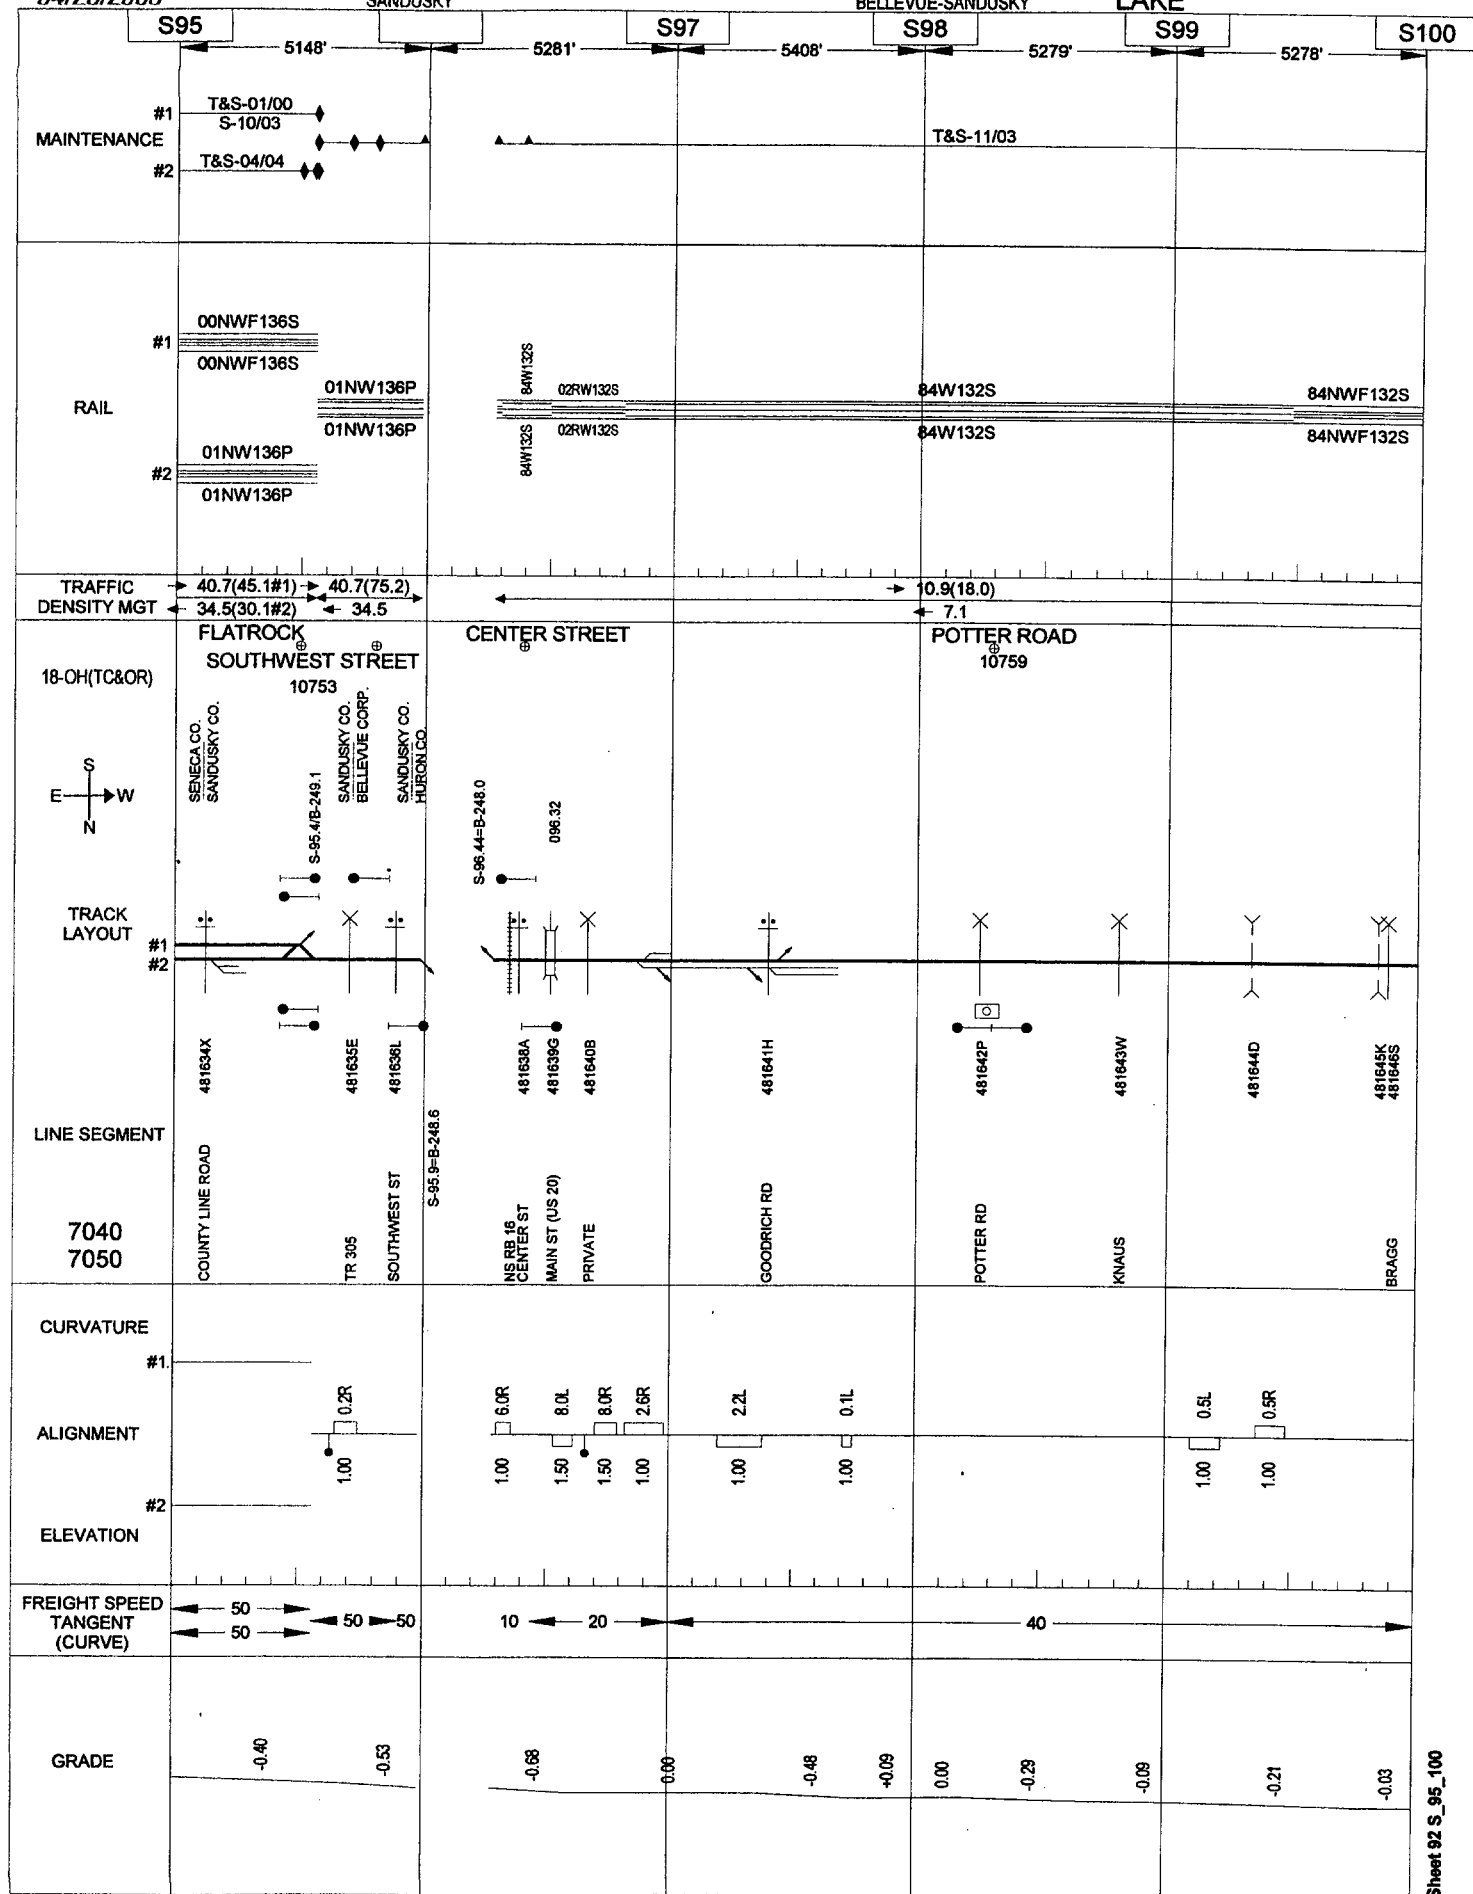 SANDUSKY
BELLEVUE-SANDUSKY
LAKE
S95
S97
S98
S99
S100
5148'
5281'
5408'
5279'
5278'
MAINTENANCE
#1
T&S-01/00
S-10/03
T&S-11/03
#2
T&S-04/04
RAIL
#1
00NWF136S
00NWF136S
01NW136P
01NW136P
#2
01NW136P
01NW136P
84W132S
84W132S
02RW132S
02RW132S
84W132S
84W132S
84NWF132S
84NWF132S
TRAFFIC
DENSITY MGT
40.7(45.1#1)
40.7(75.2)
10.9(18.0)
34.5(30.1#2)
34.5
7.1
18-OH(TC&OR)
FLATROCK
SOUTHWEST STREET
10753
CENTER STREET
POTTER ROAD
10759
S
E
W
N
SENECA CO.
SANDUSKY CO.
S-95.4/B-249.1
SANDUSKY CO.
BELLEVUE CORP.
SANDUSKY CO.
HURON CO.
S-96.44=B-248.0
096.32
TRACK
LAYOUT
#1
#2
481634X
481635E
481636L
481638A
481639G
481640B
481641H
481642P
481643W
481644D
481645K
481646S
S-95.9=B-248.6
LINE SEGMENT
7040
7050
COUNTY LINE ROAD
TR 305
SOUTHWEST ST
NS RB 16
CENTER ST
MAIN ST (US 20)
PRIVATE
GOODRICH RD
POTTER RD
KNAUS
BRAGG
CURVATURE
#1
ALIGNMENT
#2
ELEVATION
0.2R
6.0R
8.0L
8.0R
2.6R
2.2L
0.1L
0.5L
0.5R
1.00
1.00
1.50
1.50
1.00
1.00
1.00
1.00
1.00
FREIGHT SPEED
TANGENT
(CURVE)
50
50
50
50
10
20
40
GRADE
-0.40
-0.53
-0.68
0.00
-0.48
+0.09
0.00
-0.29
-0.09
-0.21
-0.03
Sheet 92 S_95_100